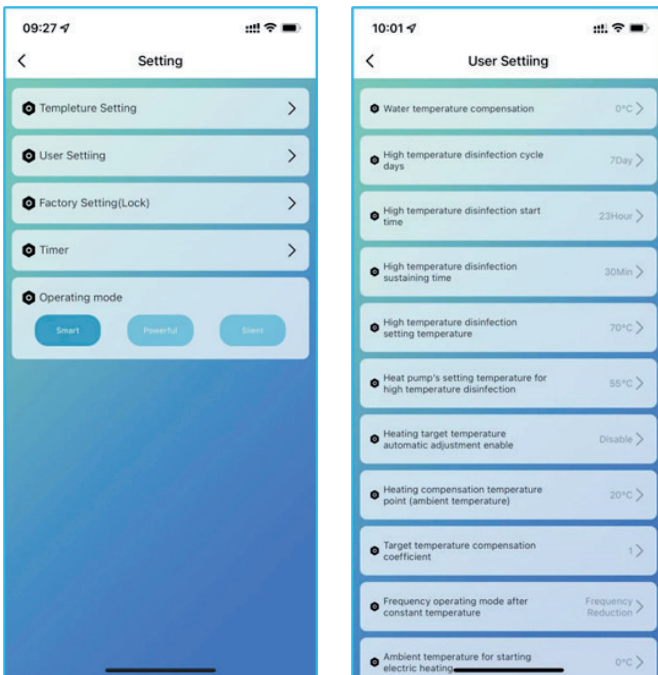 09:27
Setting
Templeture Setting
User Settiing
Factory Setting(Lock)
Timer
Operating mode
Smart
Powerful
Silent
10:01
User Settiing
Water temperature compensation
0°C
High temperature disinfection cycle
days
7Day
High temperature disinfection start
time
23Hour
High temperature disinfection
sustaining time
30Min
High temperature disinfection
setting temperature
70°C
Heat pump's setting temperature for
high temperature disinfection
55°C
Heating target temperature
automatic adjustment enable
Disable
Heating compensation temperature
point (ambient temperature)
20°C
Target temperature compensation
coefficient
1
Frequency operating mode after
constant temperature
Frequency
Reduction
Ambient temperature for starting
electric heating
0°C